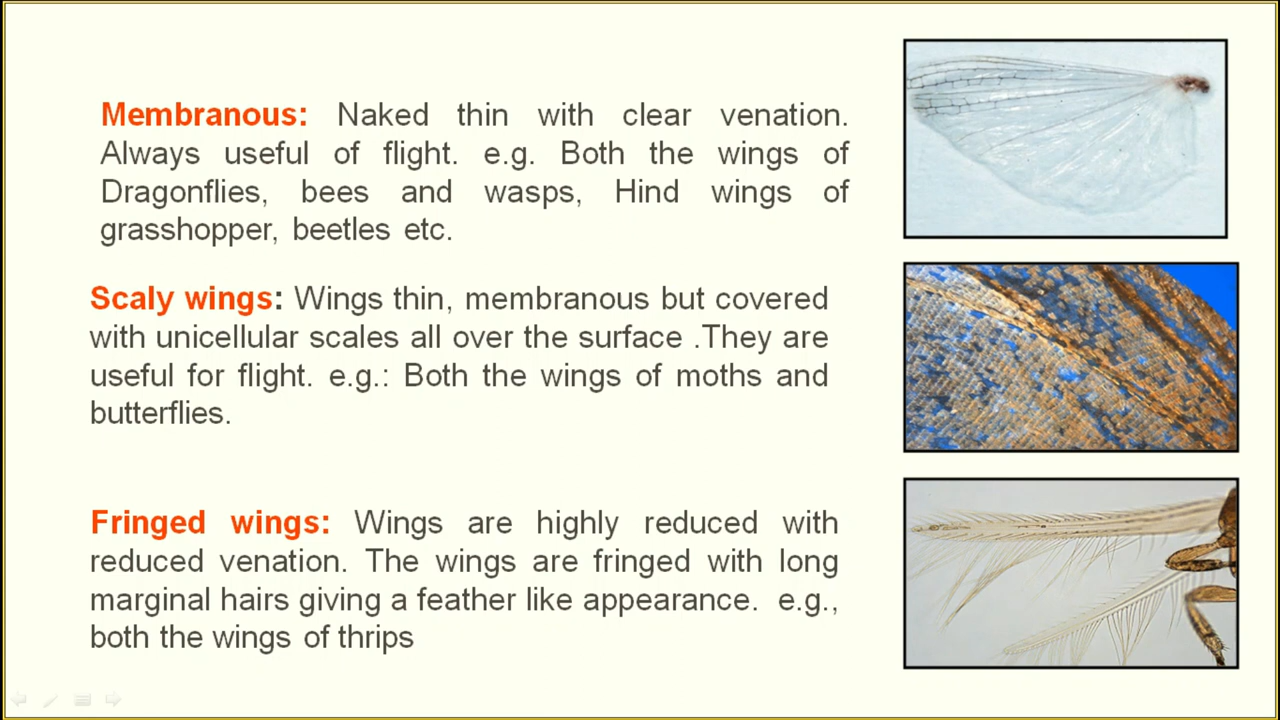 Membranous: Naked thin with clear venation.
Always useful of flight. e.g. Both the wings of
Dragonflies, bees and wasps, Hind wings of
grasshopper, beetles etc.
Scaly wings: Wings thin, membranous but covered
with unicellular scales all over the surface .They are
useful for flight. e.g.: Both the wings of moths and
butterflies.
Fringed wings: Wings are highly reduced with
reduced venation. The wings are fringed with long
marginal hairs giving a feather like appearance. e.g.,
both the wings of thrips